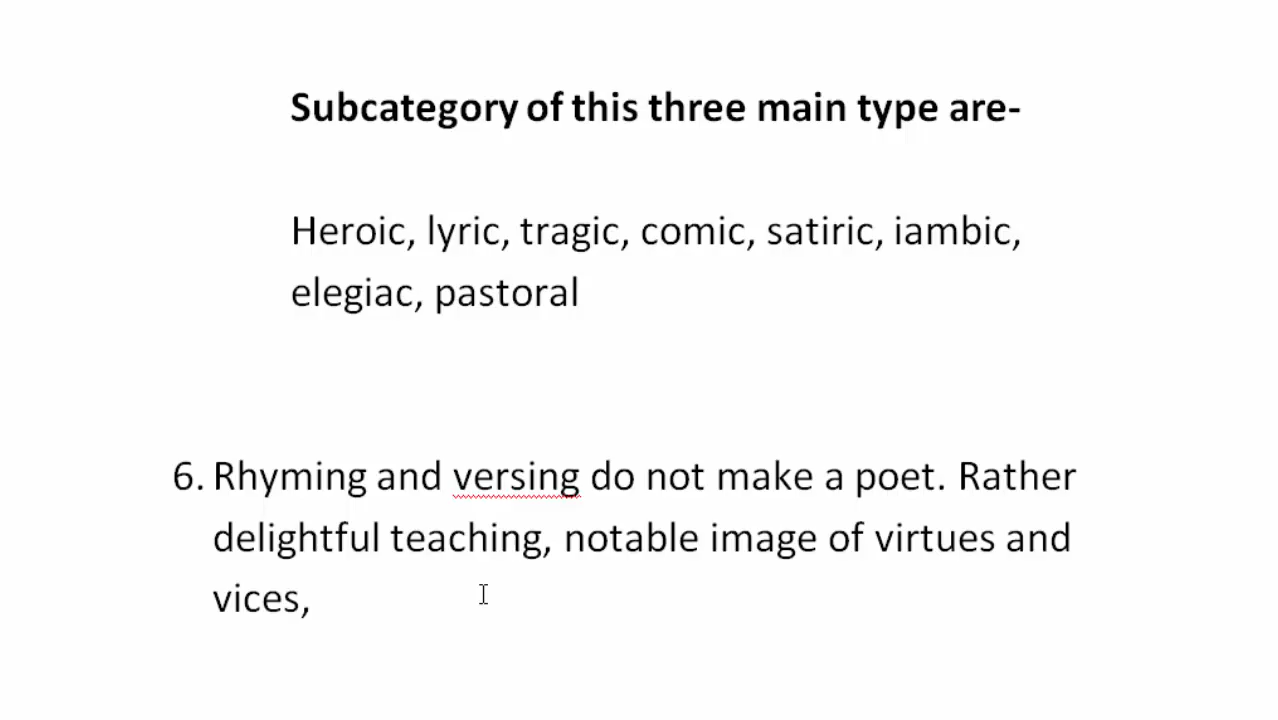 Subcategory of this three main type are-
Heroic, lyric, tragic, comic, satiric, iambic,
elegiac, pastoral
6. Rhyming and versing do not make a poet. Rather
delightful teaching, notable image of virtues and
vices,